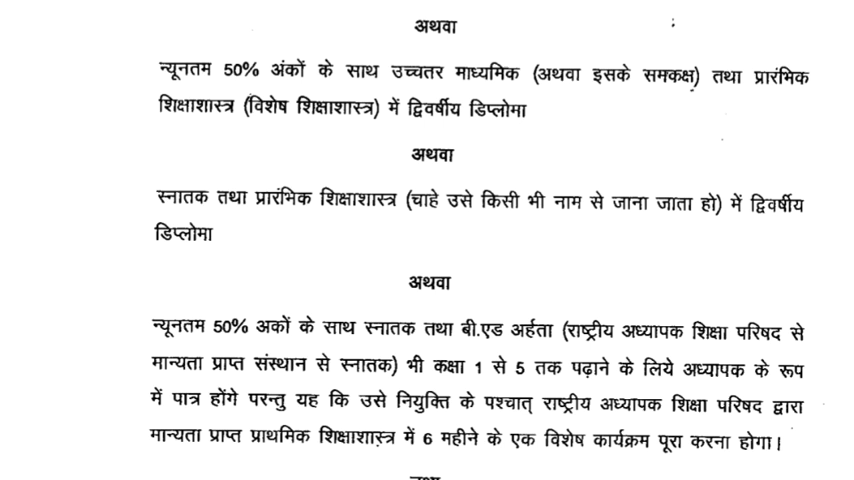 अथवा
न्यूनतम 50% अंकों के साथ उच्चतर माध्यमिक (अथवा इसके समकक्ष) तथा प्रारंभिक
शिक्षाशास्त्र (विशेष शिक्षाशास्त्र) में द्विवर्षीय डिप्लोमा
अथवा
स्नातक तथा प्रारंभिक शिक्षाशास्त्र (चाहे उसे किसी भी नाम से जाना जाता हो) में द्विवर्षीय
डिप्लोमा
अथवा
न्यूनतम 50% अकों के साथ स्नातक तथा बी.एड अर्हता (राष्ट्रीय अध्यापक शिक्षा परिषद से
मान्यता प्राप्त संस्थान से स्नातक) भी कक्षा 1 से 5 तक पढ़ाने के लिये अध्यापक के रूप
में पात्र होंगे परन्तु यह कि उसे नियुक्ति के पश्चात् राष्ट्रीय अध्यापक शिक्षा परिषद द्वारा
मान्यता प्राप्त प्राथमिक शिक्षाशास्त्र में 6 महीने के एक विशेष कार्यक्रम पूरा करना होगा।